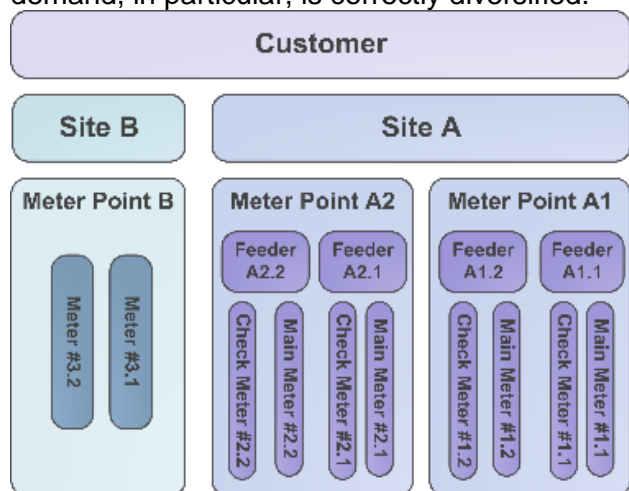 demand, in particular, is correctly diversified.
Customer
Site B
Site A
Meter Point B
Meter Point A2
Meter Point A1
Feeder
A2.2
Feeder
A2.1
Feeder
A1.2
Feeder
A1.1
Meter #3.2
Meter #3.1
Check Meter #2.2
Main Meter #2.2
Check Meter #2.1
Main Meter #2.1
Check Meter #1.2
Main Meter #1.2
Check Meter #1.1
Main Meter #1.1